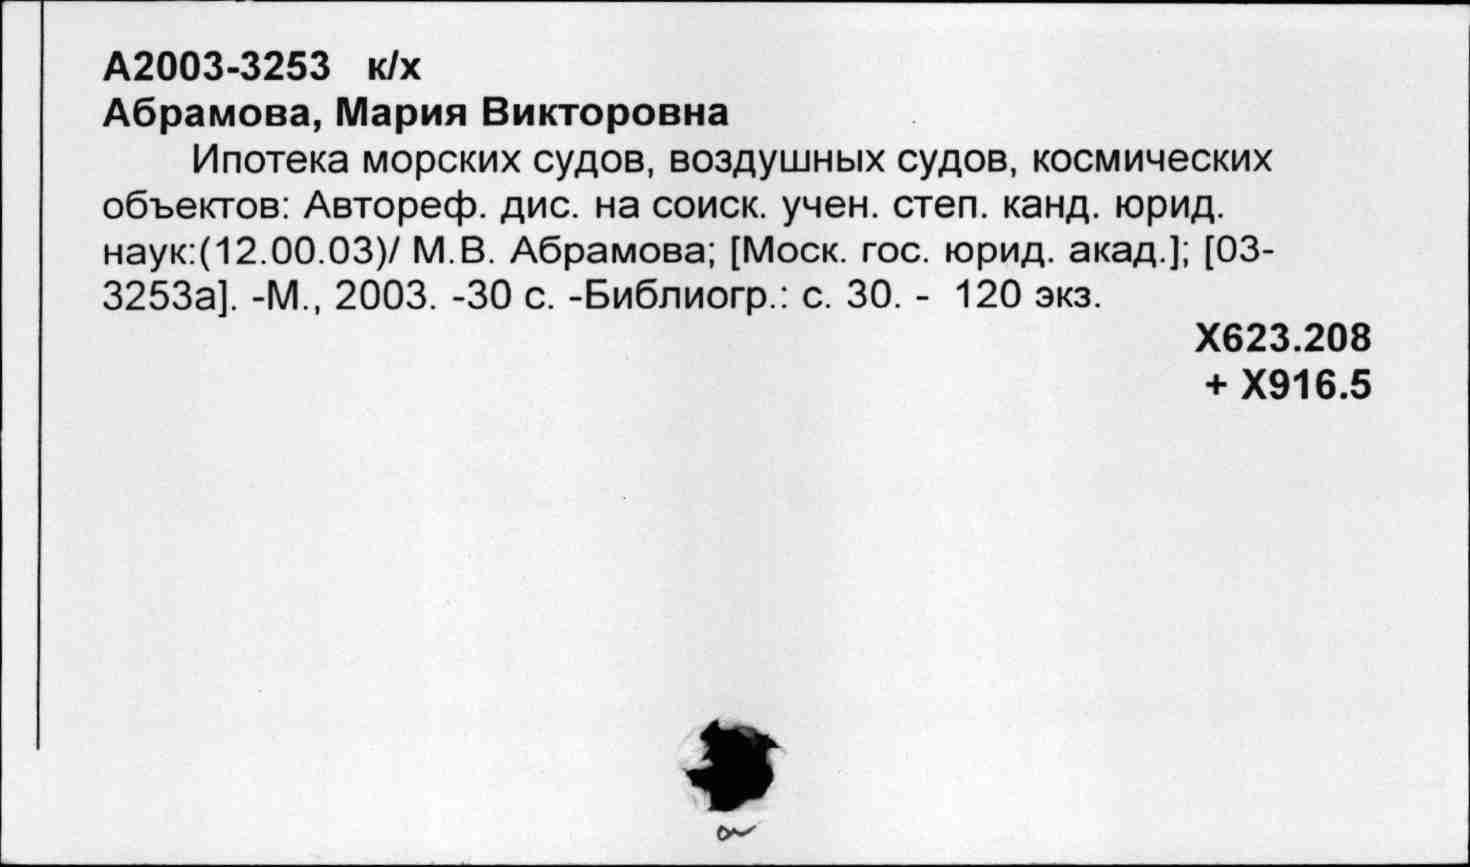 А2003-3253 к/х
Абрамова, Мария Викторовна
Ипотека морских судов, воздушных судов, космических
объектов: Автореф. дис. на соиск. учен. степ. канд. юрид.
наук:(12.00.03)/ М.В. Абрамова; [Моск. гос. юрид. акад.]; [03-
3253а]. -М., 2003. -30 с. -Библиогр.: с. 30. - 120 экз.
Х623.208
+ Х916.5